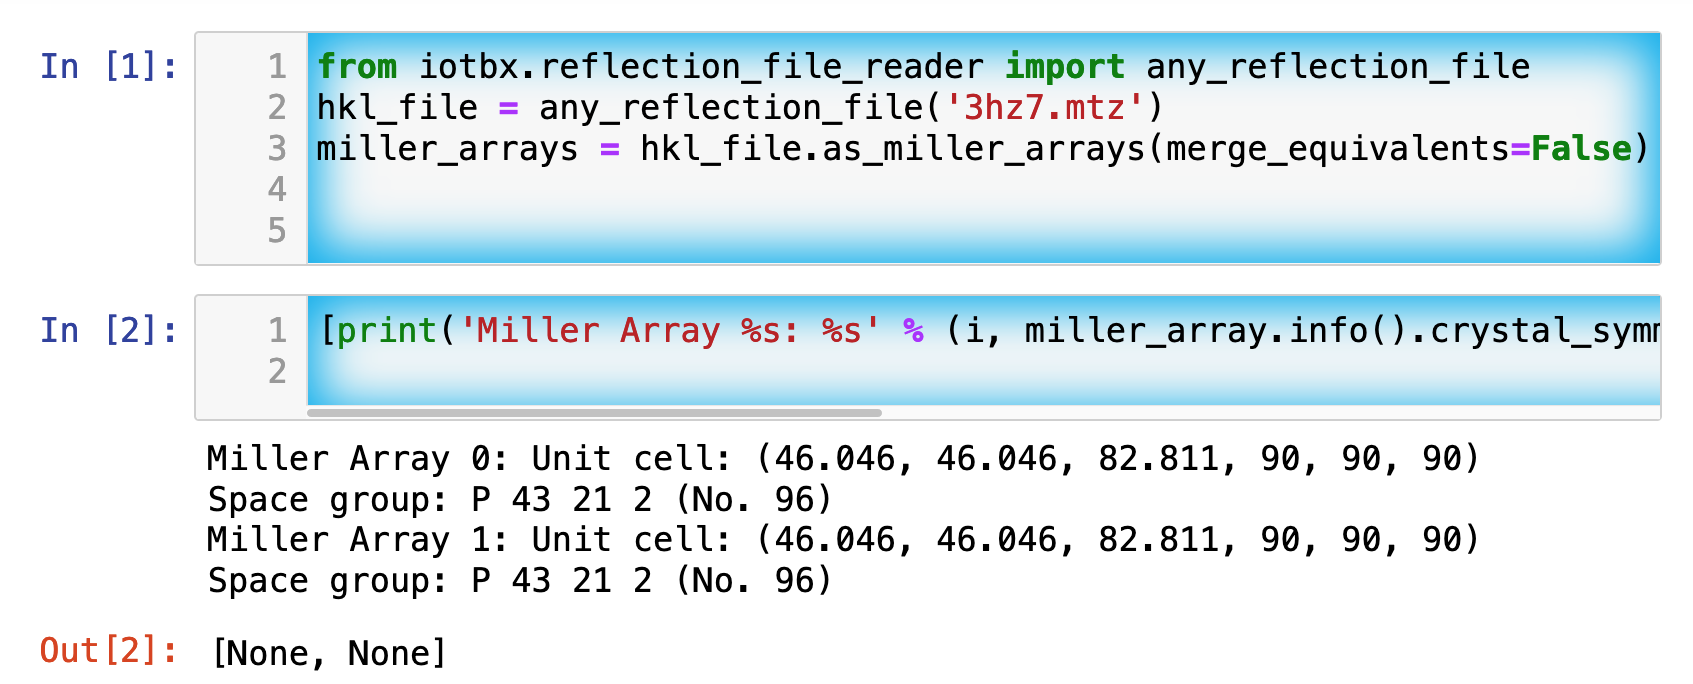 In [1]:
1 from iotbx.reflection_file_reader import any_reflection_file
2 hkl_file = any_reflection_file('3hz7.mtz')
3 miller_arrays = hkl_file.as_miller_arrays(merge_equivalents=False)
4
5
In [2]:
1 [print('Miller Array %s: %s' % (i, miller_array.info().crystal_sym
2
Miller Array 0: Unit cell: (46.046, 46.046, 82.811, 90, 90, 90)
Space group: P 43 21 2 (No. 96)
Miller Array 1: Unit cell: (46.046, 46.046, 82.811, 90, 90, 90)
Space group: P 43 21 2 (No. 96)
Out[2]: [None, None]